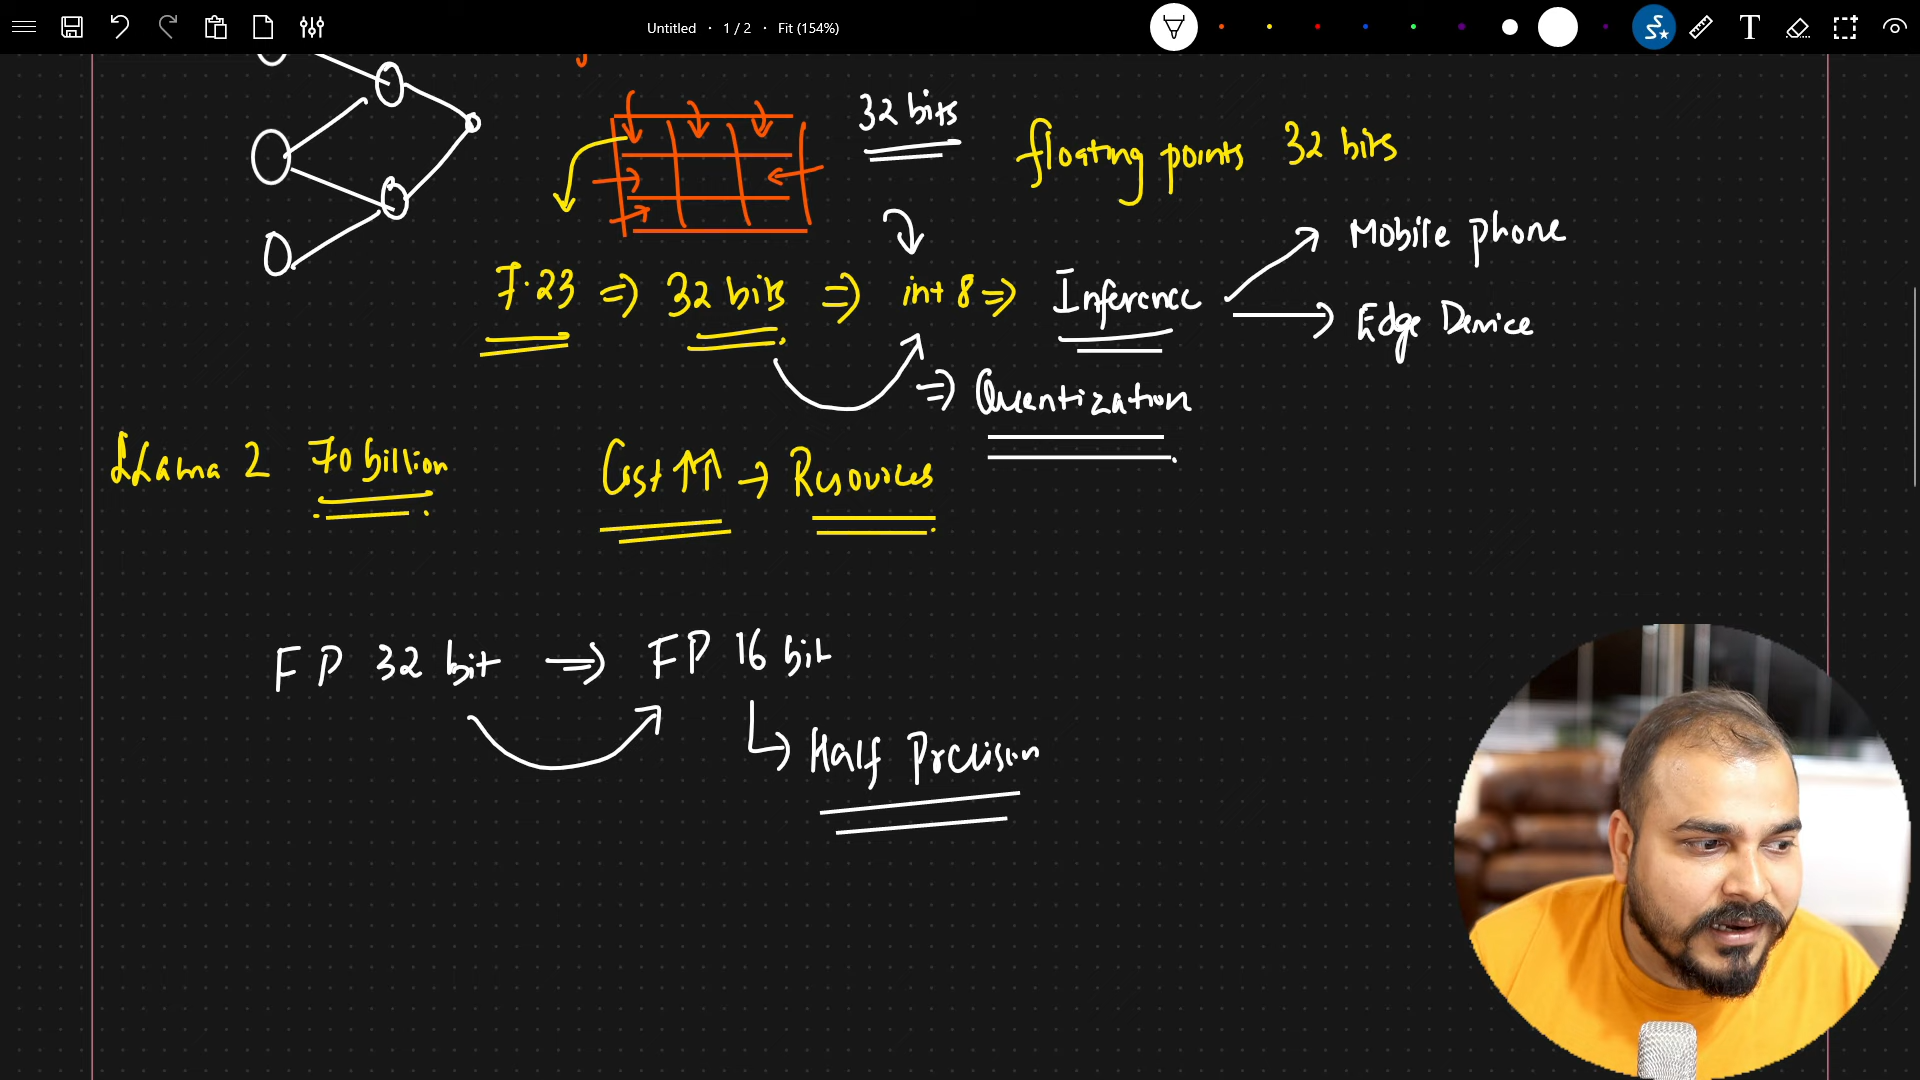 Untitled · 1 / 2 · Fit (154%)
T
32 bits
floating points 32 bits
Mobile phone
7.23 => 32 bits => int 8 => Inference
Edge Device
=> Quantization
LLama 2 70 billion
Cost ↑↑ → Resources
FP 32 bit => FP 16 bit
Half Precision